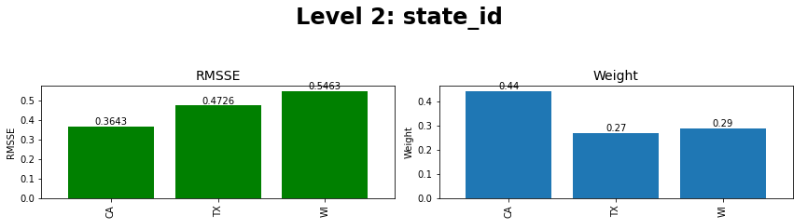 Level 2: state_id
RMSSE
RMSSE
0.5
0.4
0.3
0.2
0.1
0.0
0.3643
0.4726
0.5463
CA
TX
WI
Weight
Weight
0.4
0.3
0.2
0.1
0.0
0.44
0.27
0.29
CA
TX
WI